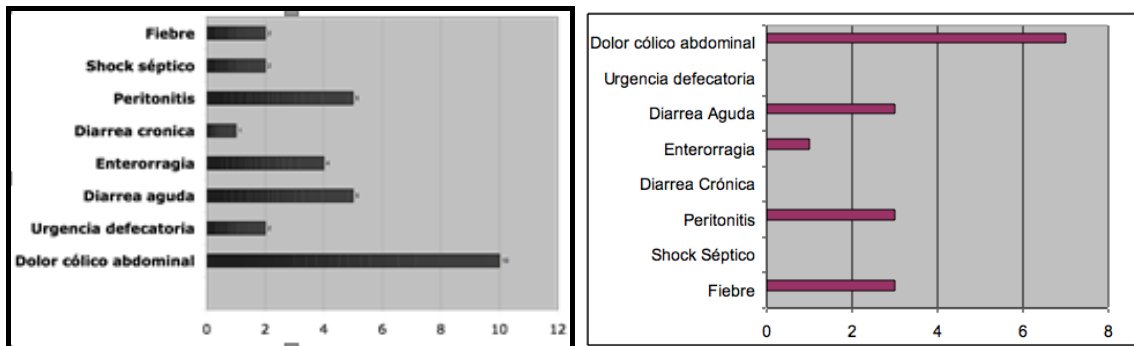 Fiebre
Shock séptico
Peritonitis
Diarrea cronica
Enterorragia
Diarrea aguda
Urgencia defecatoria
Dolor cólico abdominal
0 2 4 6 8 10 12
Dolor cólico abdominal
Urgencia defecatoria
Diarrea Aguda
Enterorragia
Diarrea Crónica
Peritonitis
Shock Séptico
Fiebre
0 2 4 6 8